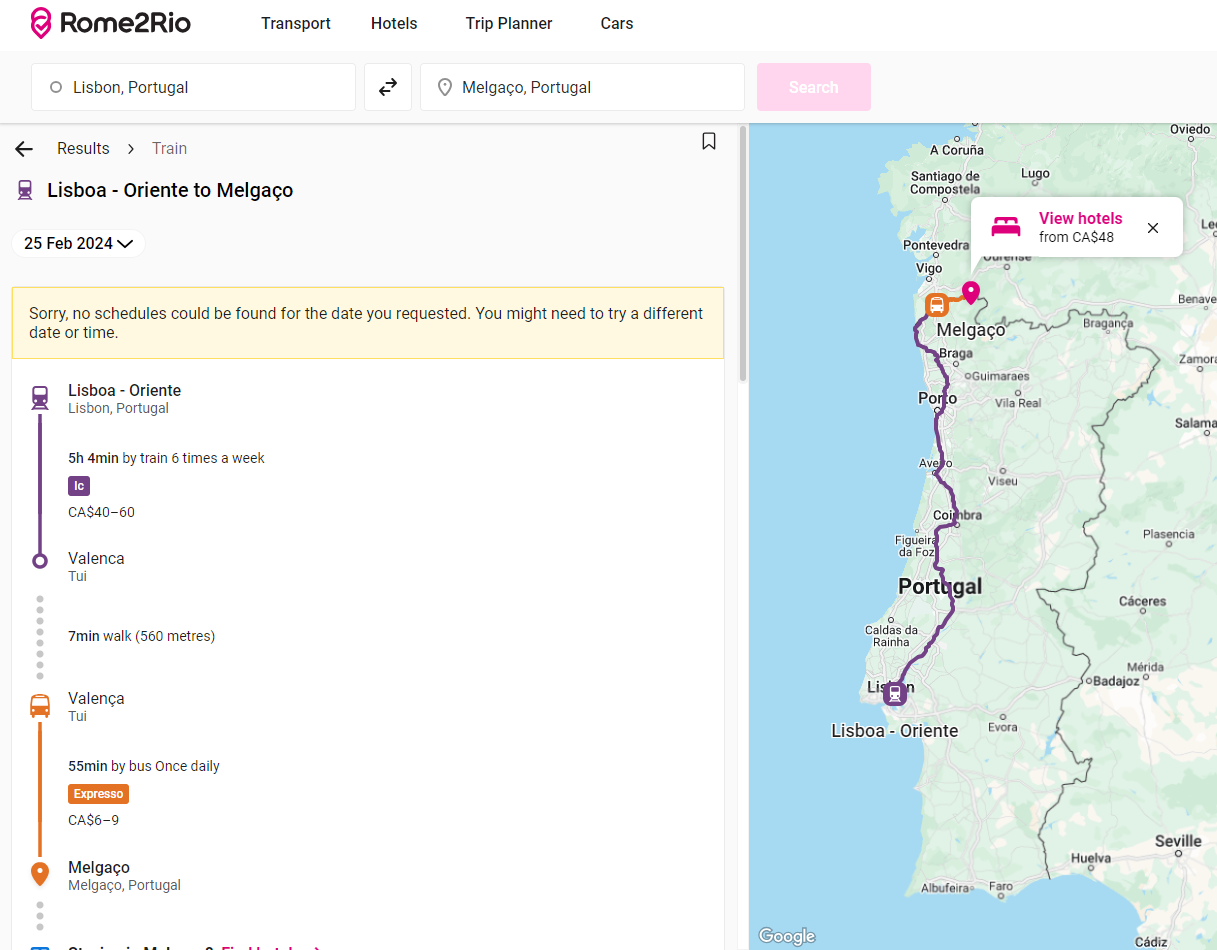 Rome2Rio
Transport
Hotels
Trip Planner
Cars
Lisbon, Portugal
Melgaço, Portugal
Search
Results > Train
Lisboa - Oriente to Melgaço
25 Feb 2024
Sorry, no schedules could be found for the date you requested. You might need to try a different
date or time.
Lisboa - Oriente
Lisbon, Portugal
5h 4min by train 6 times a week
Ic
CA$40–60
Valenca
Tui
7min walk (560 metres)
Valença
Tui
55min by bus Once daily
Expresso
CA$6–9
Melgaço
Melgaço, Portugal
Oviedo
A Coruña
Lugo
Santiago de
Compostela
View hotels
from CA$48
Pontevedra
Ourense
Vigo
Benave
Melgaço
Bragança
Braga
Zamora
Guimaraes
Porto
Vila Real
Salama
Aveiro
Viseu
Coimbra
Plasencia
Figueira
da Foz
Portugal
Cáceres
Caldas da
Rainha
Mérida
Badajoz
Lisbon
Lisboa - Oriente
Evora
Seville
Huelva
Albufeira
Faro
Cádiz
Google